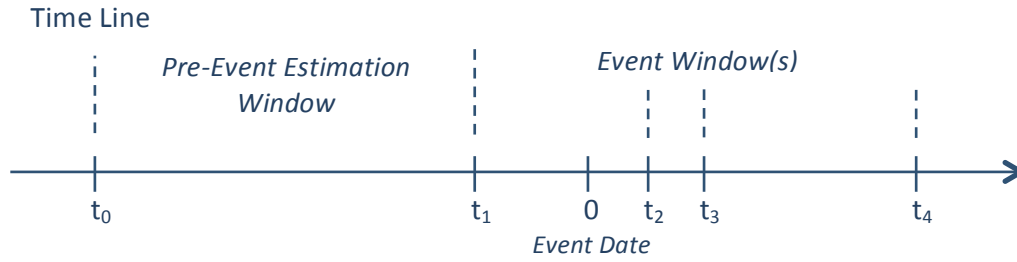 Time Line
Pre-Event Estimation
Window
Event Window(s)
t₀ t₁ 0 t₂ t₃ t₄
Event Date